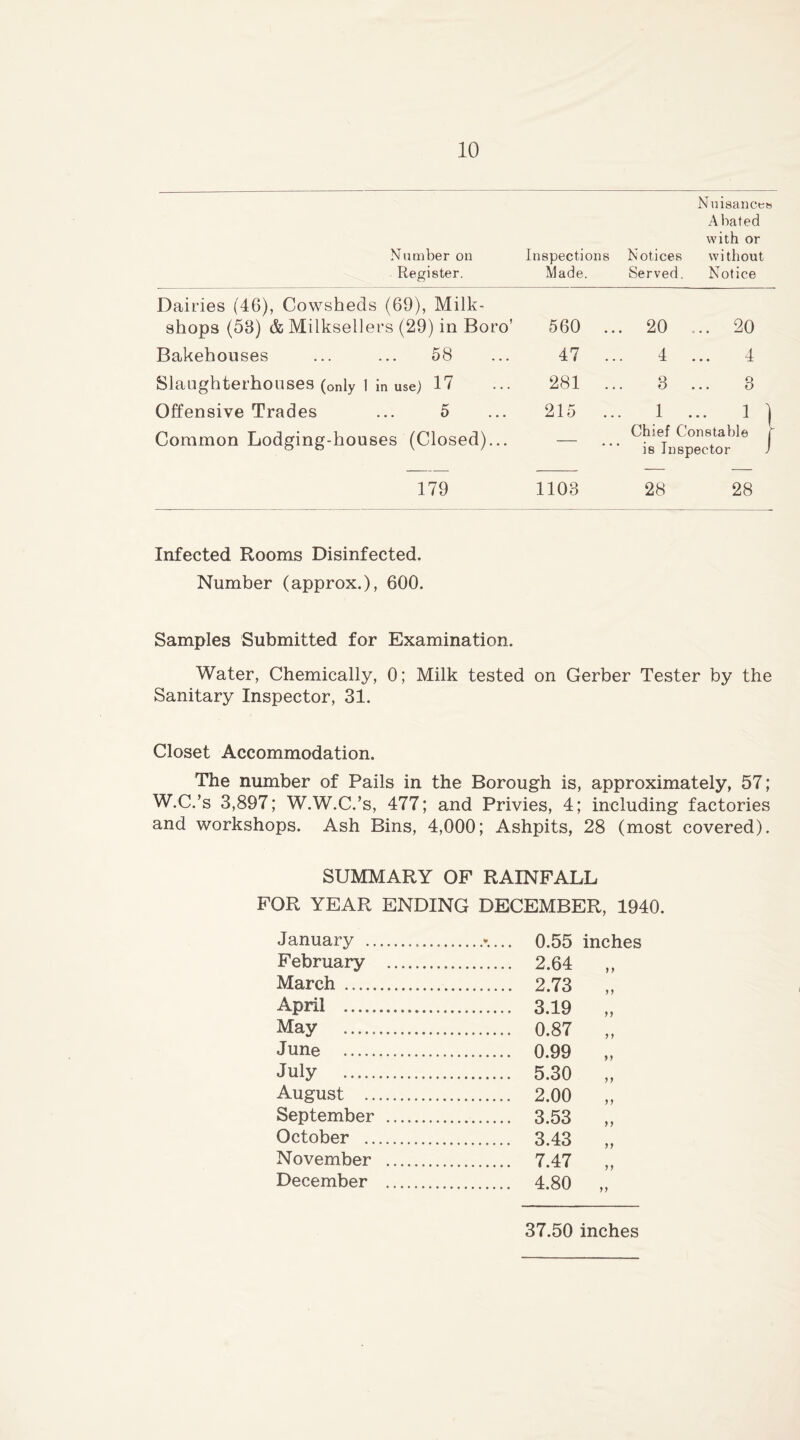 10
Nuisances
Abated
with or
Number on Inspections Notices without
Register. Made. Served. Notice
Dairies (46), Cowsheds (69), Milk-
shops (53) & Milksellers (29) in Boro' 560 ... 20 ... 20
Bakehouses ... ... 58 ... 47 ... 4 ... 4
Slaughterhouses (only 1 in use) 17 ... 281 ... 3 ... 3
Offensive Trades ... 5 ... 215 ... 1 ... 1 }
Common Lodging-houses (Closed)... — ... Chief Constable
is Inspector
179 1103 28 28
Infected Rooms Disinfected.
Number (approx.), 600.
Samples Submitted for Examination.
Water, Chemically, 0; Milk tested on Gerber Tester by the
Sanitary Inspector, 31.
Closet Accommodation.
The number of Pails in the Borough is, approximately, 57;
W.C.'s 3,897; W.W.C.'s, 477; and Privies, 4; including factories
and workshops. Ash Bins, 4,000; Ashpits, 28 (most covered).
SUMMARY OF RAINFALL
FOR YEAR ENDING DECEMBER, 1940.
January ........................ 0.55 inches
February ..................... 2.64 ,,
March ........................... 2.73 ,,
April ........................... 3.19 ,,
May ........................... 0.87 ,,
June ........................... 0.99 ,,
July ........................... 5.30 ,,
August ........................ 2.00 ,,
September ..................... 3.53 ,,
October ........................ 3.43 ,,
November ..................... 7.47 ,,
December ..................... 4.80 ,,
37.50 inches